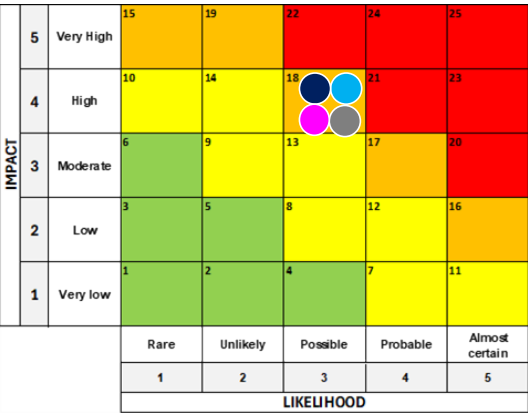 15 19 22 24 25
5 Very High
10 14 18 21 23
4 High
IMPACT
6 9 13 17 20
3 Moderate
3 5 8 12 16
2 Low
1 2 4 7 11
1 Very low
Rare Unlikely Possible Probable Almost
certain
1 2 3 4 5
LIKELIHOOD